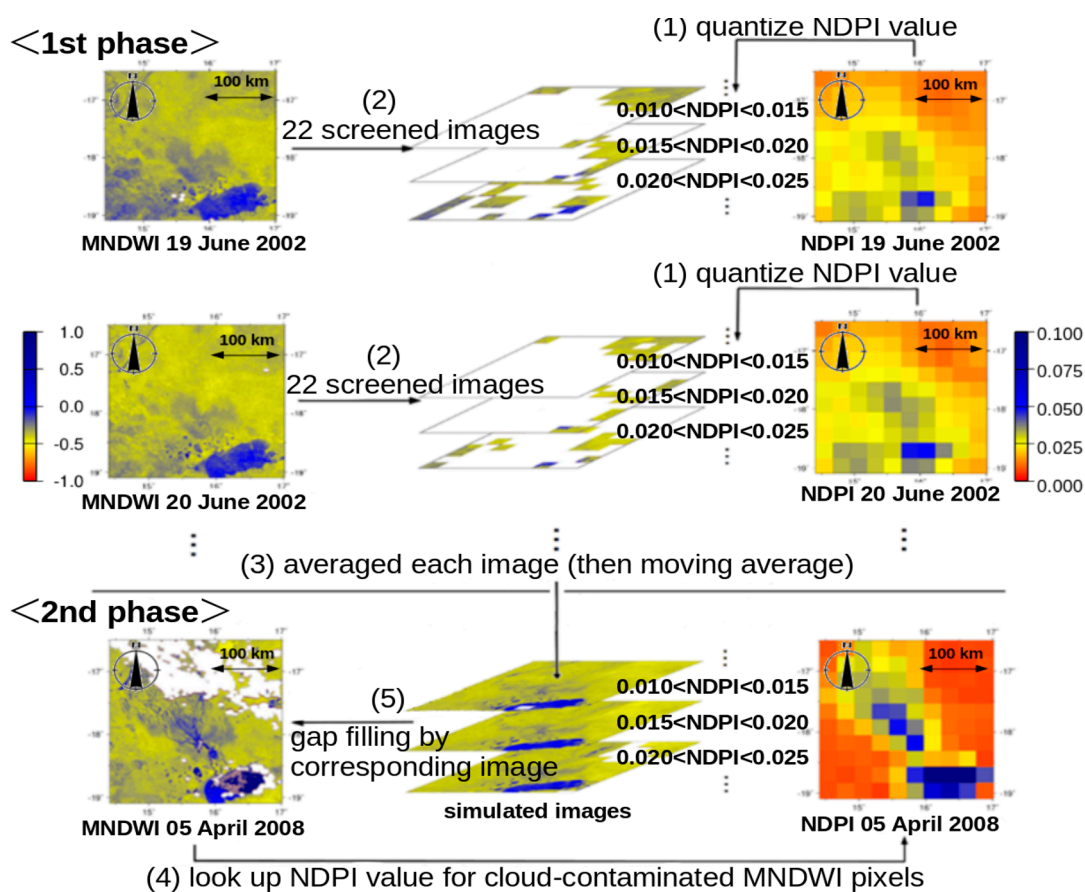 <1st phase>
(1) quantize NDPI value
100 km
(2)
22 screened images
0.010<NDPI<0.015
0.015<NDPI<0.020
0.020<NDPI<0.025
100 km
15°
16°
17°
-17°
-18°
-19°
MNDWI 19 June 2002
NDPI 19 June 2002
(1) quantize NDPI value
1.0
0.5
0.0
-0.5
-1.0
100 km
(2)
22 screened images
0.010<NDPI<0.015
0.015<NDPI<0.020
0.020<NDPI<0.025
100 km
0.100
0.075
0.050
0.025
0.000
MNDWI 20 June 2002
NDPI 20 June 2002
(3) averaged each image (then moving average)
<2nd phase>
100 km
(5)
gap filling by
corresponding image
0.010<NDPI<0.015
0.015<NDPI<0.020
0.020<NDPI<0.025
simulated images
100 km
MNDWI 05 April 2008
NDPI 05 April 2008
(4) look up NDPI value for cloud-contaminated MNDWI pixels